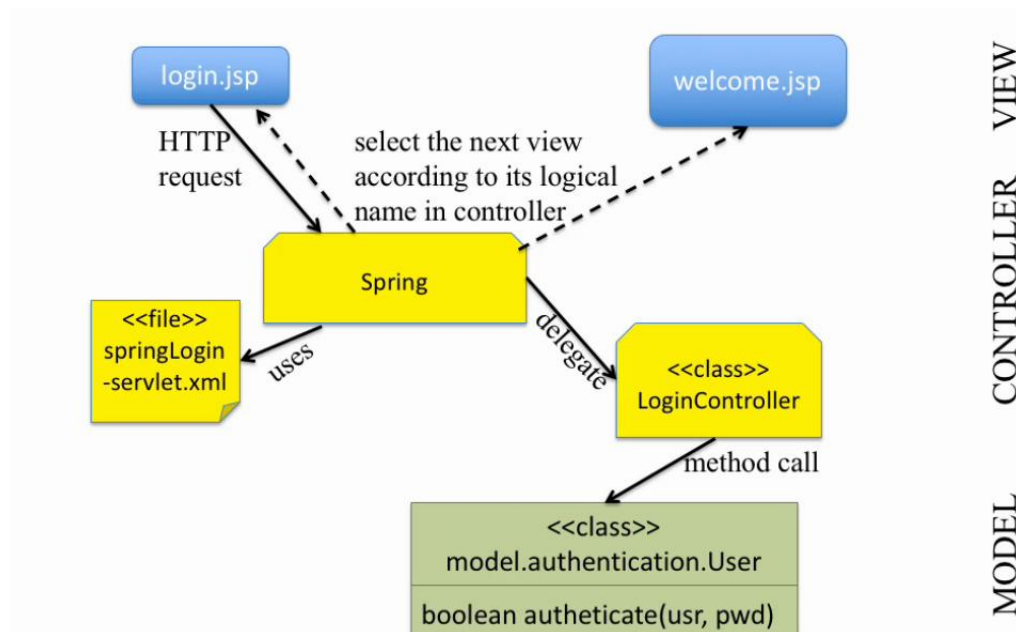 login.jsp
welcome.jsp
VIEW
HTTP
request
select the next view
according to its logical
name in controller
CONTROLLER
Spring
<<file>>
springLogin
-servlet.xml
uses
delegate
<<class>>
LoginController
method call
MODEL
<<class>>
model.authentication.User
boolean autheticate(usr, pwd)